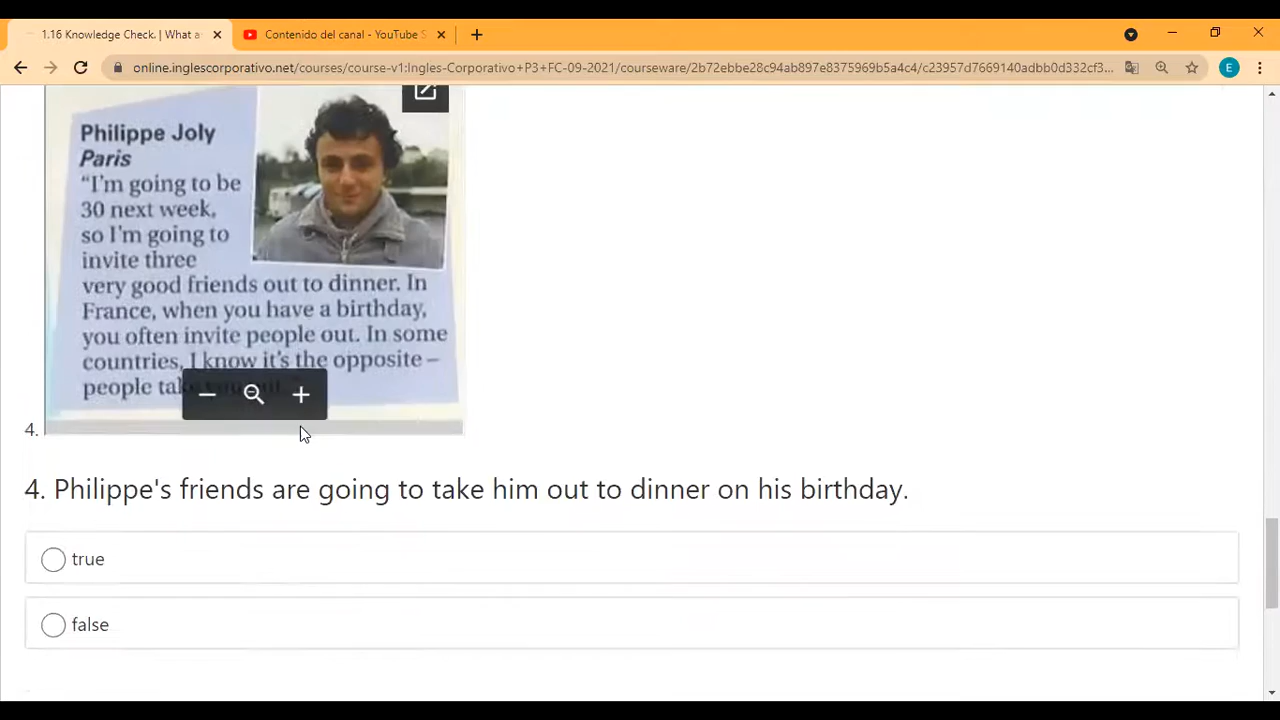 1.16 Knowledge Check. | What a
Contenido del canal - YouTube S
online.inglescorporativo.net/courses/course-v1:Ingles-Corporativo+P3+FC-09-2021/courseware/2b72ebbe28c94ab897e8375969b5a4c4/c23957d7669140adbb0d332cf3...
E
Philippe Joly
Paris
“I'm going to be
30 next week,
so I'm going to
invite three
very good friends out to dinner. In
France, when you have a birthday,
you often invite people out. In some
countries, I know it's the opposite –
people take
4.
4. Philippe's friends are going to take him out to dinner on his birthday.
true
false